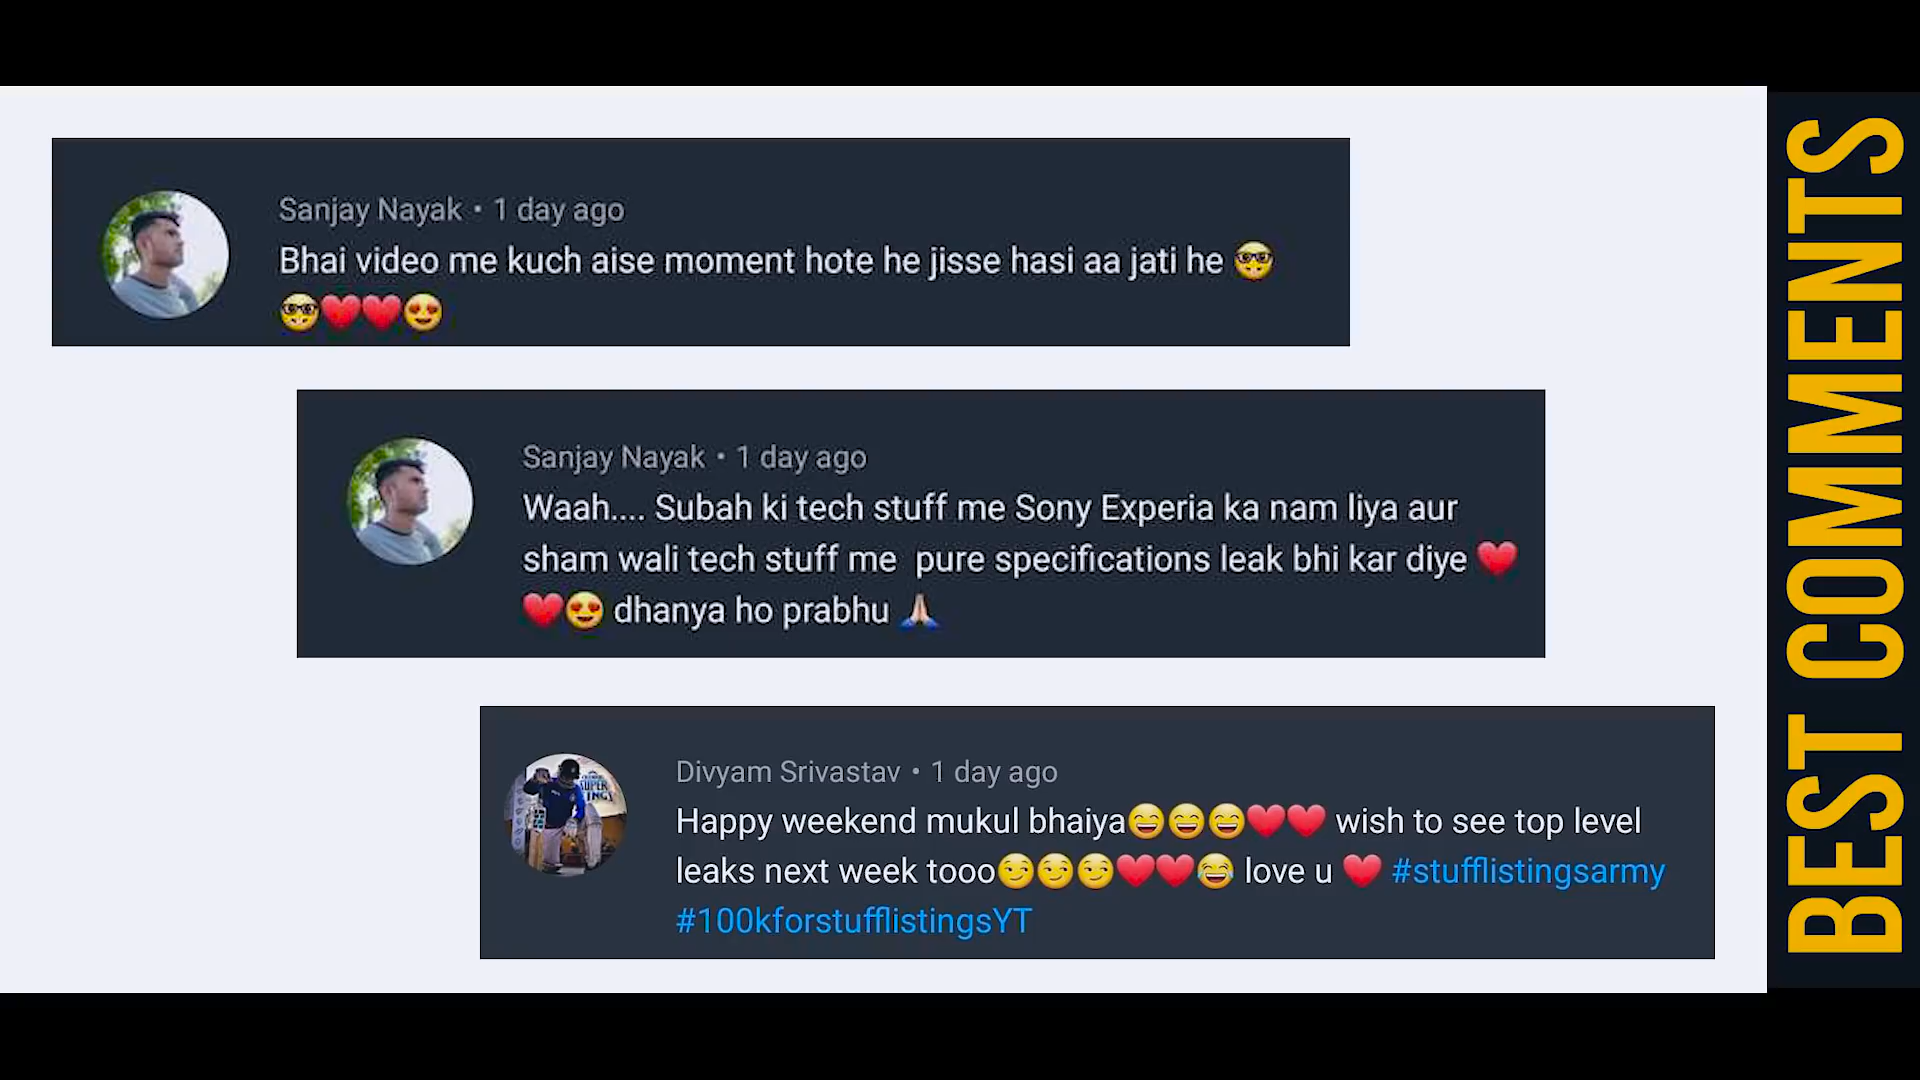 Sanjay Nayak • 1 day ago
Bhai video me kuch aise moment hote he jisse hasi aa jati he 🤓
🤓❤️❤️😍
Sanjay Nayak • 1 day ago
Waah.... Subah ki tech stuff me Sony Experia ka nam liya aur
sham wali tech stuff me pure specifications leak bhi kar diye ❤️
❤️😍 dhanya ho prabhu 🙏🏻
Divyam Srivastav • 1 day ago
Happy weekend mukul bhaiya😄😄😄❤️❤️ wish to see top level
leaks next week tooo😏😏😏❤️❤️😂 love u ❤️ #stufflistingsarmy
#100kforstufflistingsYT
BEST COMMENTS
SUPER
KINGS